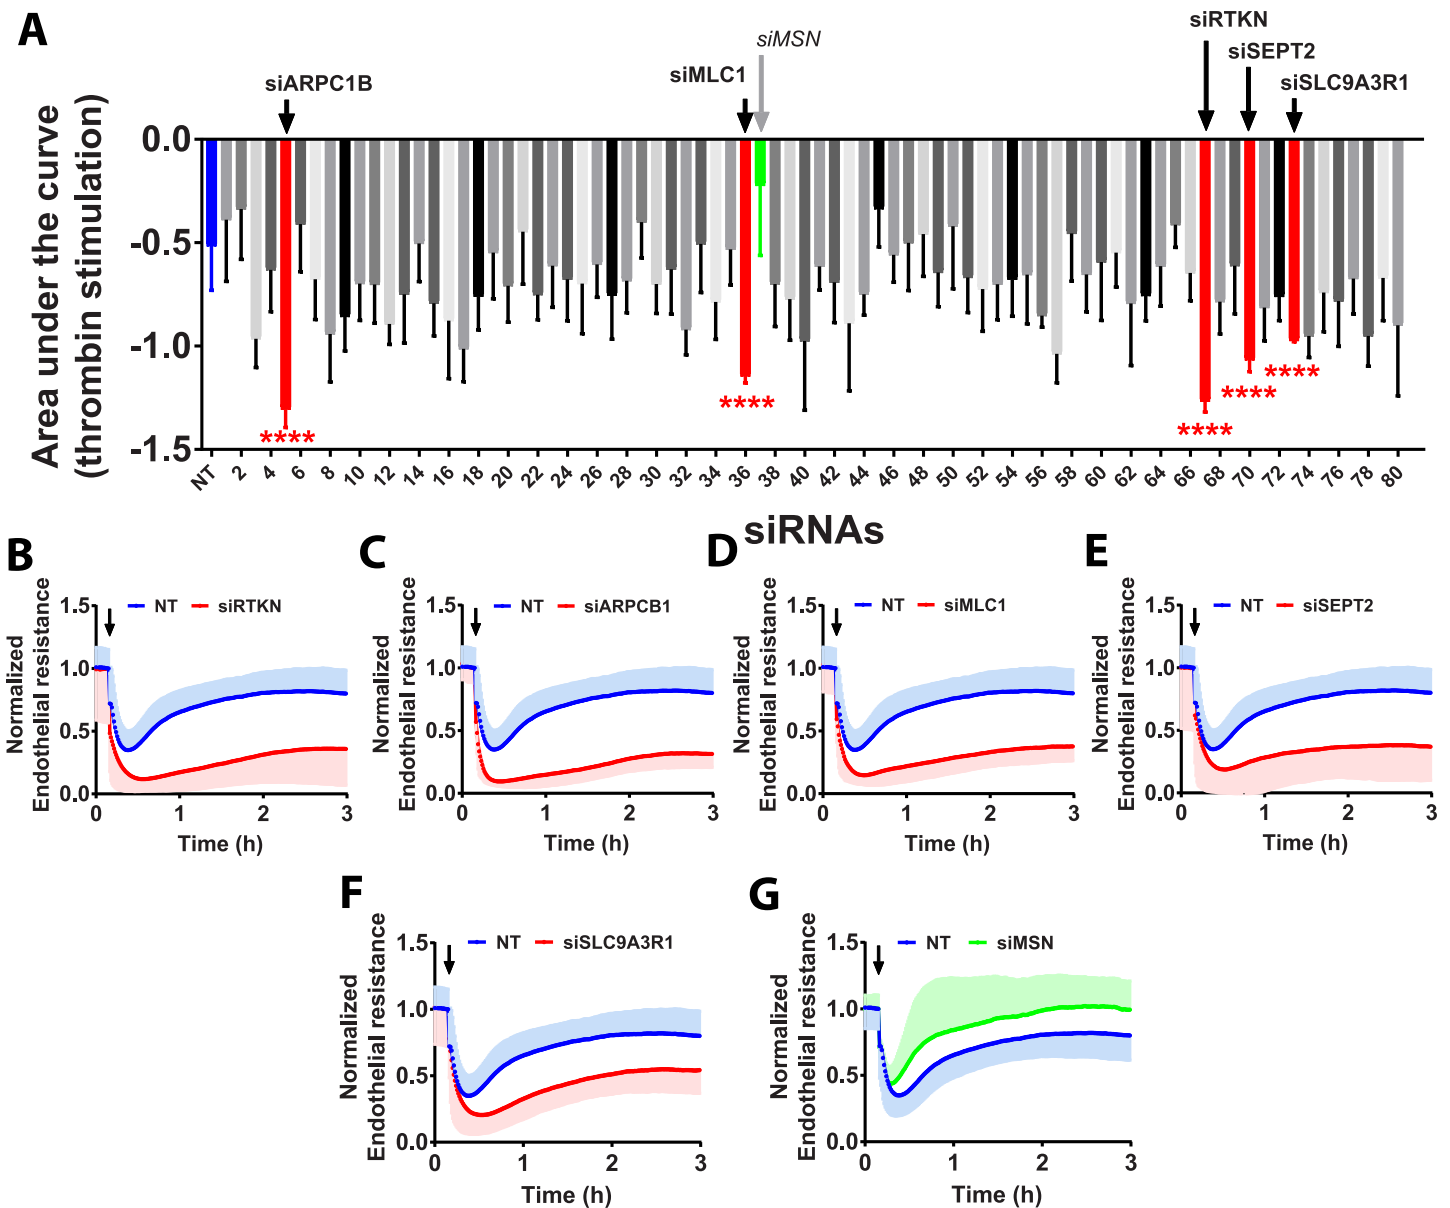 A
siARPC1B
siMLC1
siMSN
siRTKN
siSEPT2
siSLC9A3R1
Area under the curve
(thrombin stimulation)
0.0
-0.5
-1.0
-1.5
****
****
****
****
****
NT 2 4 6 8 10 12 14 16 18 20 22 24 26 28 30 32 34 36 38 40 42 44 46 48 50 52 54 56 58 60 62 64 66 68 70 72 74 76 78 80
siRNAs
B
NT siRTKN
Normalized
Endothelial resistance
1.5
1.0
0.5
0.0
0 1 2 3
Time (h)
C
NT siARPCB1
Normalized
Endothelial resistance
1.5
1.0
0.5
0.0
0 1 2 3
Time (h)
D
NT siMLC1
Normalized
Endothelial resistance
1.5
1.0
0.5
0.0
0 1 2 3
Time (h)
E
NT siSEPT2
Normalized
Endothelial resistance
1.5
1.0
0.5
0.0
0 1 2 3
Time (h)
F
NT siSLC9A3R1
Normalized
Endothelial resistance
1.5
1.0
0.5
0.0
0 1 2 3
Time (h)
G
NT siMSN
Normalized
Endothelial resistance
1.5
1.0
0.5
0.0
0 1 2 3
Time (h)